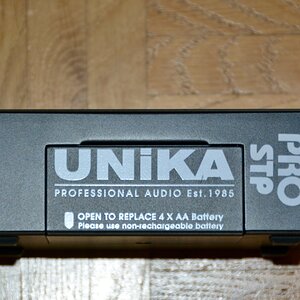 UNiKA
PROFESSIONAL AUDIO Est.1985
OPEN TO REPLACE 4 X AA Battery
Please use non-rechargeable battery
PRO
STP